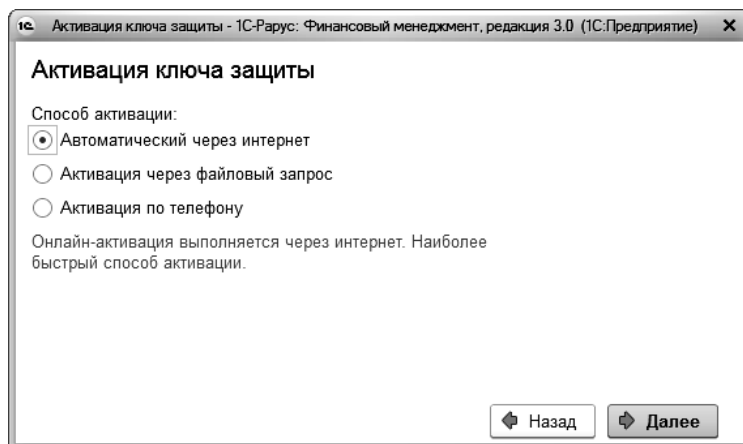 1С Активация ключа защиты - 1С-Рарус: Финансовый менеджмент, редакция 3.0 (1С:Предприятие)
Активация ключа защиты
Способ активации:
Автоматический через интернет
Активация через файловый запрос
Активация по телефону
Онлайн-активация выполняется через интернет. Наиболее
быстрый способ активации.
Назад Далее